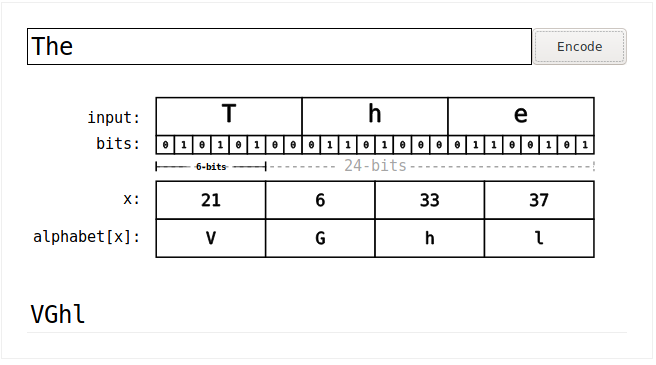 The Encode
input: T h e
bits: 0 1 0 1 0 1 0 0 0 1 1 0 1 0 0 0 0 1 1 0 0 1 0 1
6-bits 24-bits
x: 21 6 33 37
alphabet[x]: V G h l
VGhl